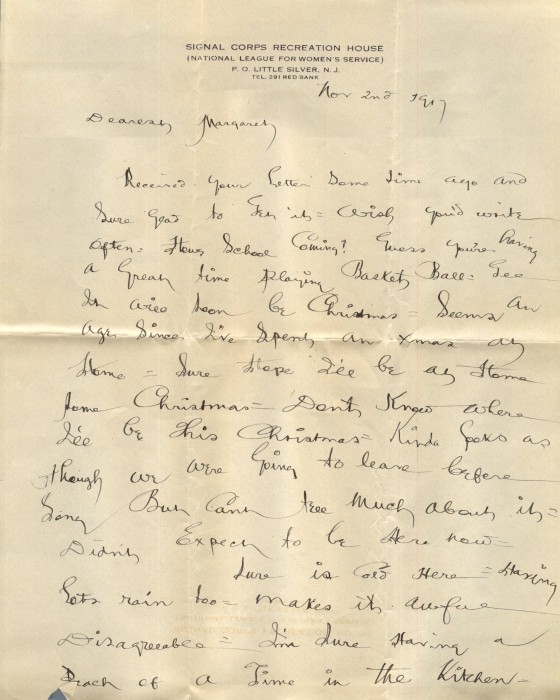 SIGNAL CORPS RECREATION HOUSE
(NATIONAL LEAGUE FOR WOMEN'S SERVICE)
P. O. LITTLE SILVER, N. J.
TEL. 291 RED BANK
Nov 2nd 1917
Dearest Margaret
Received your letter some time ago and
Sure glad to Get it = Wish you'd write
often = Hows School Coming? Guess you're having
a Great time playing Basket Ball = Gee
It will soon be Christmas = Seems an
age Since I've Spent an Xmas at
Home = Sure Hope I'll be at Home
some Christmas = Don't Know where
I'll be This Christmas = Kinda looks as
though we were Going to leave before
long But Can't tell Much about it =
Didn't Expect to be Here now =
Sure is Cold Here = Having
lots rain too = makes it awful
Disagreeable = I'm Sure Having a
Peach of a Time in the Kitchen =